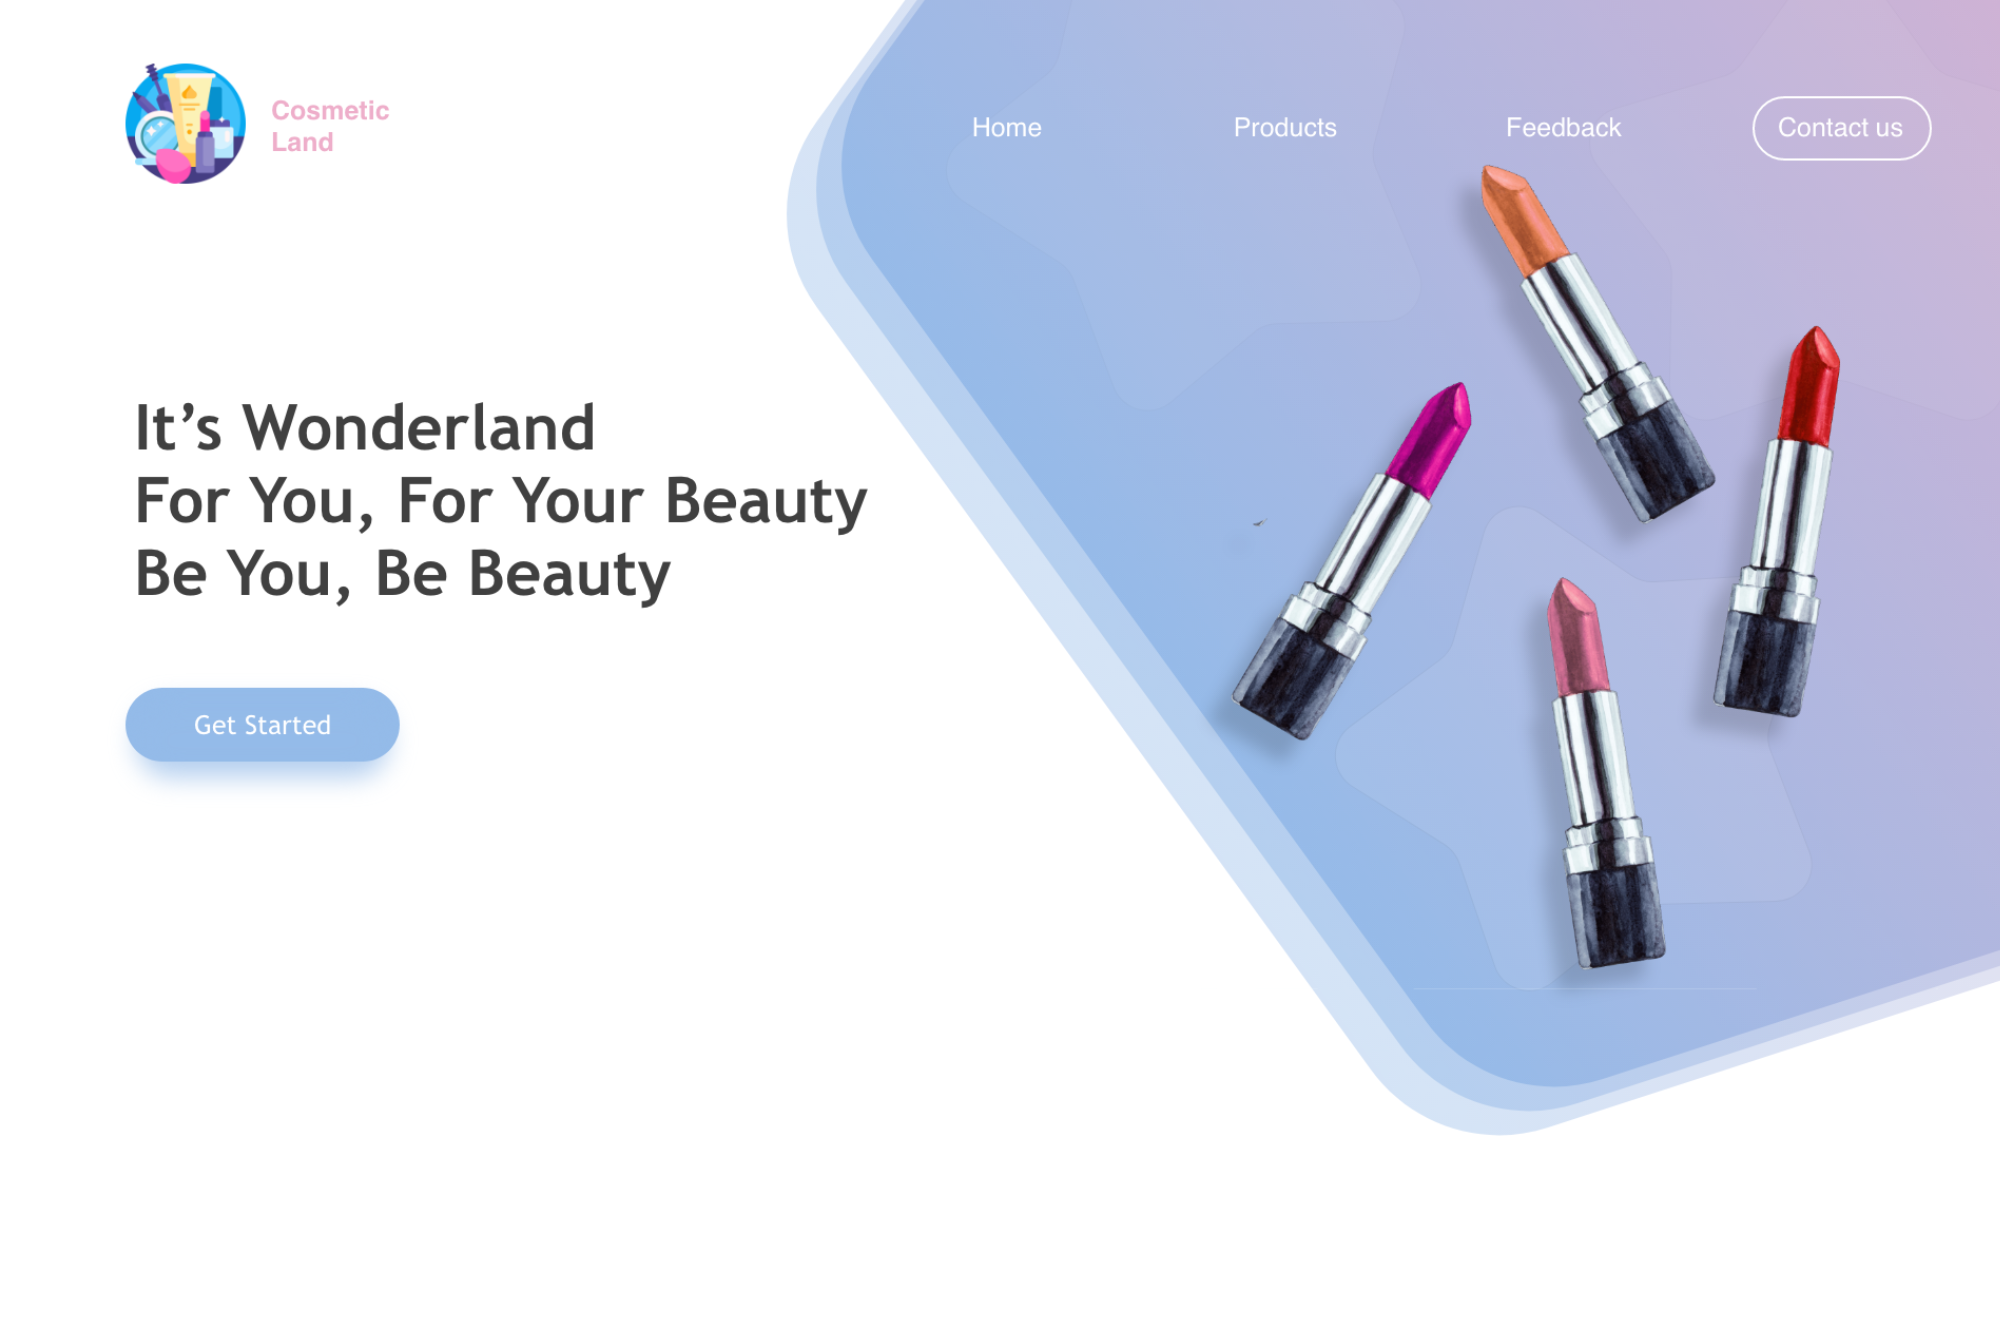 Cosmetic
Land
Home
Products
Feedback
Contact us
It’s Wonderland
For You, For Your Beauty
Be You, Be Beauty
Get Started